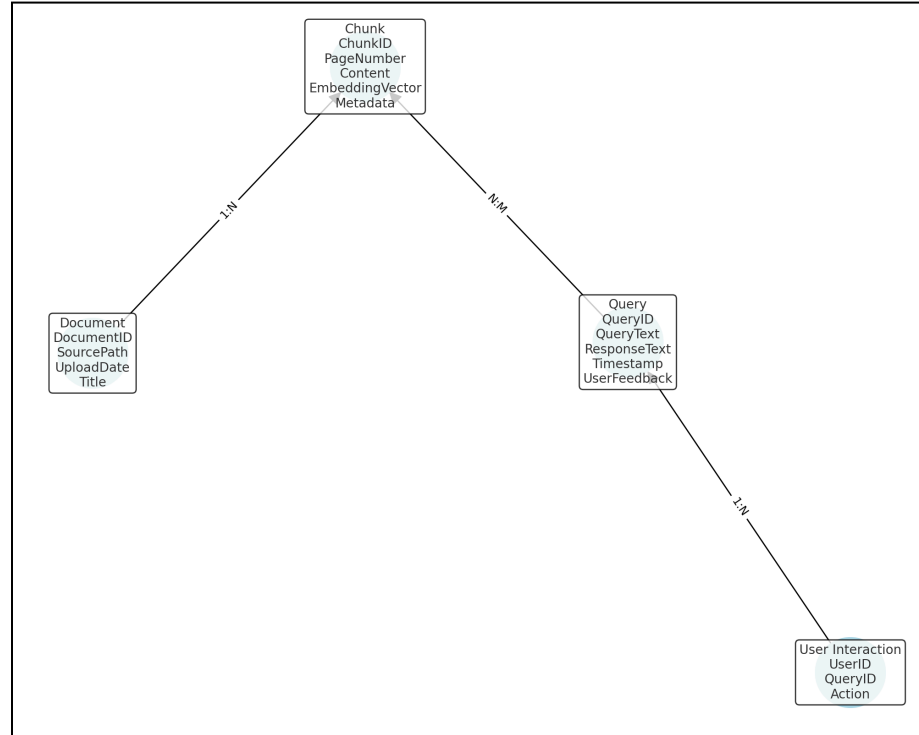 Chunk
ChunkID
PageNumber
Content
EmbeddingVector
Metadata
1:N
N:M
Document
DocumentID
SourcePath
UploadDate
Title
Query
QueryID
QueryText
ResponseText
Timestamp
UserFeedback
1:N
User Interaction
UserID
QueryID
Action